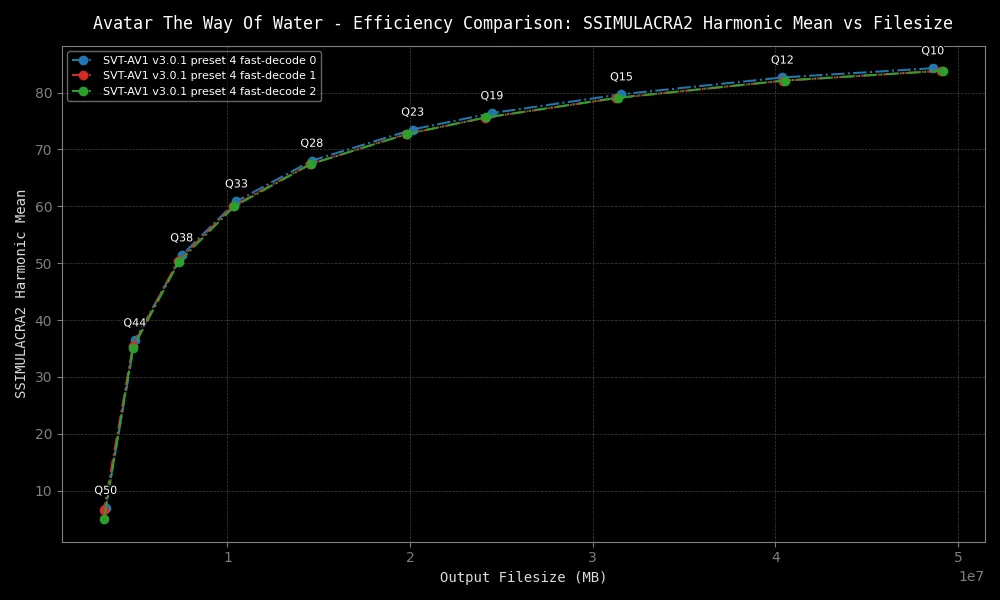 Avatar The Way Of Water - Efficiency Comparison: SSIMULACRA2 Harmonic Mean vs Filesize
SVT-AV1 v3.0.1 preset 4 fast-decode 0
SVT-AV1 v3.0.1 preset 4 fast-decode 1
SVT-AV1 v3.0.1 preset 4 fast-decode 2
Q10
Q12
Q15
Q19
Q23
Q28
Q33
Q38
Q44
Q50
80
70
60
50
40
30
20
10
SSIMULACRA2 Harmonic Mean
1 2 3 4 5
1e7
Output Filesize (MB)